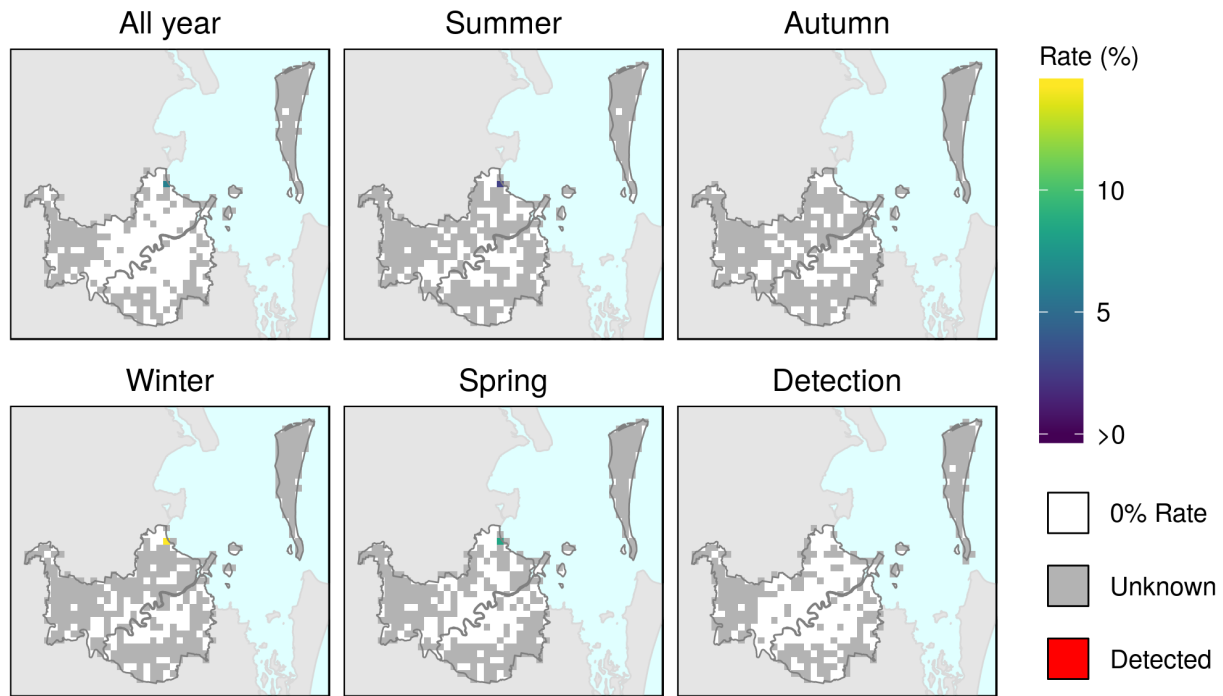 All year
Summer
Autumn
Rate (%)
10
5
>0
Winter
Spring
Detection
0% Rate
Unknown
Detected